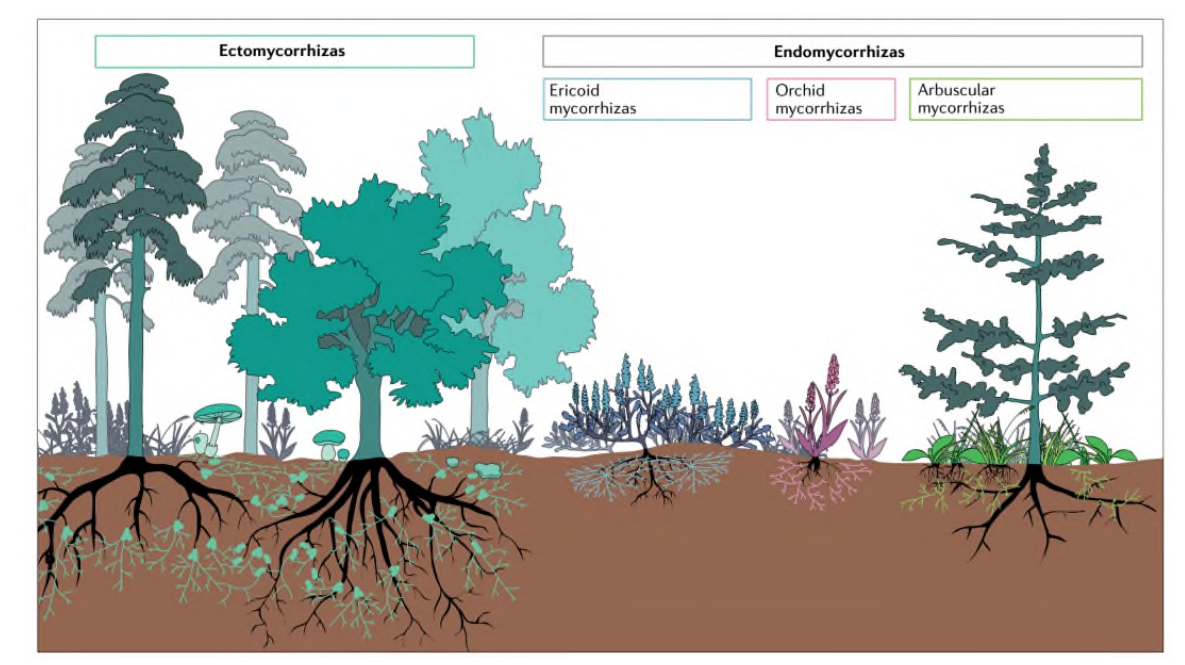 Ectomycorrhizas
Endomycorrhizas
Ericoid
mycorrhizas
Orchid
mycorrhizas
Arbuscular
mycorrhizas